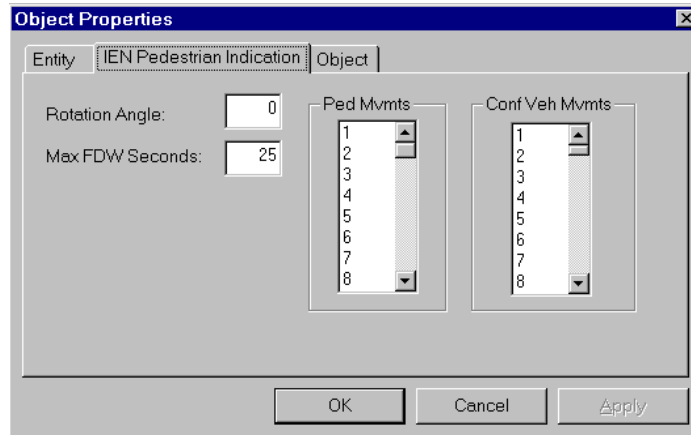 Object Properties
Entity
IEN Pedestrian Indication
Object
Rotation Angle: 0
Max FDW Seconds: 25
Ped Mvmts
1
2
3
4
5
6
7
8
Conf Veh Mvmts
1
2
3
4
5
6
7
8
OK
Cancel
Apply